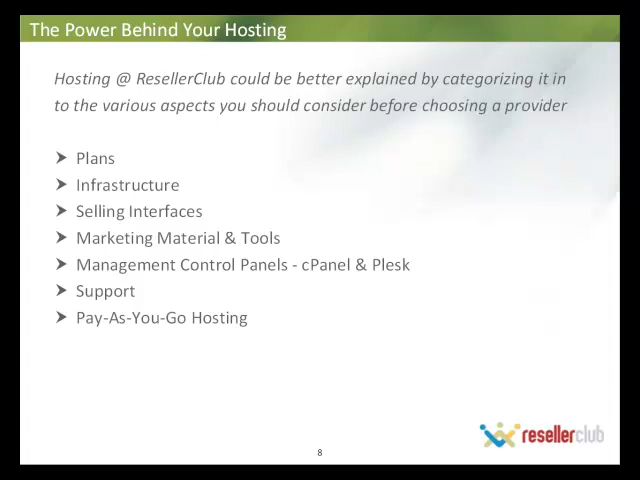 The Power Behind Your Hosting
Hosting @ ResellerClub could be better explained by categorizing it in
to the various aspects you should consider before choosing a provider
Plans
Infrastructure
Selling Interfaces
Marketing Material & Tools
Management Control Panels - cPanel & Plesk
Support
Pay-As-You-Go Hosting
resellerclub
8